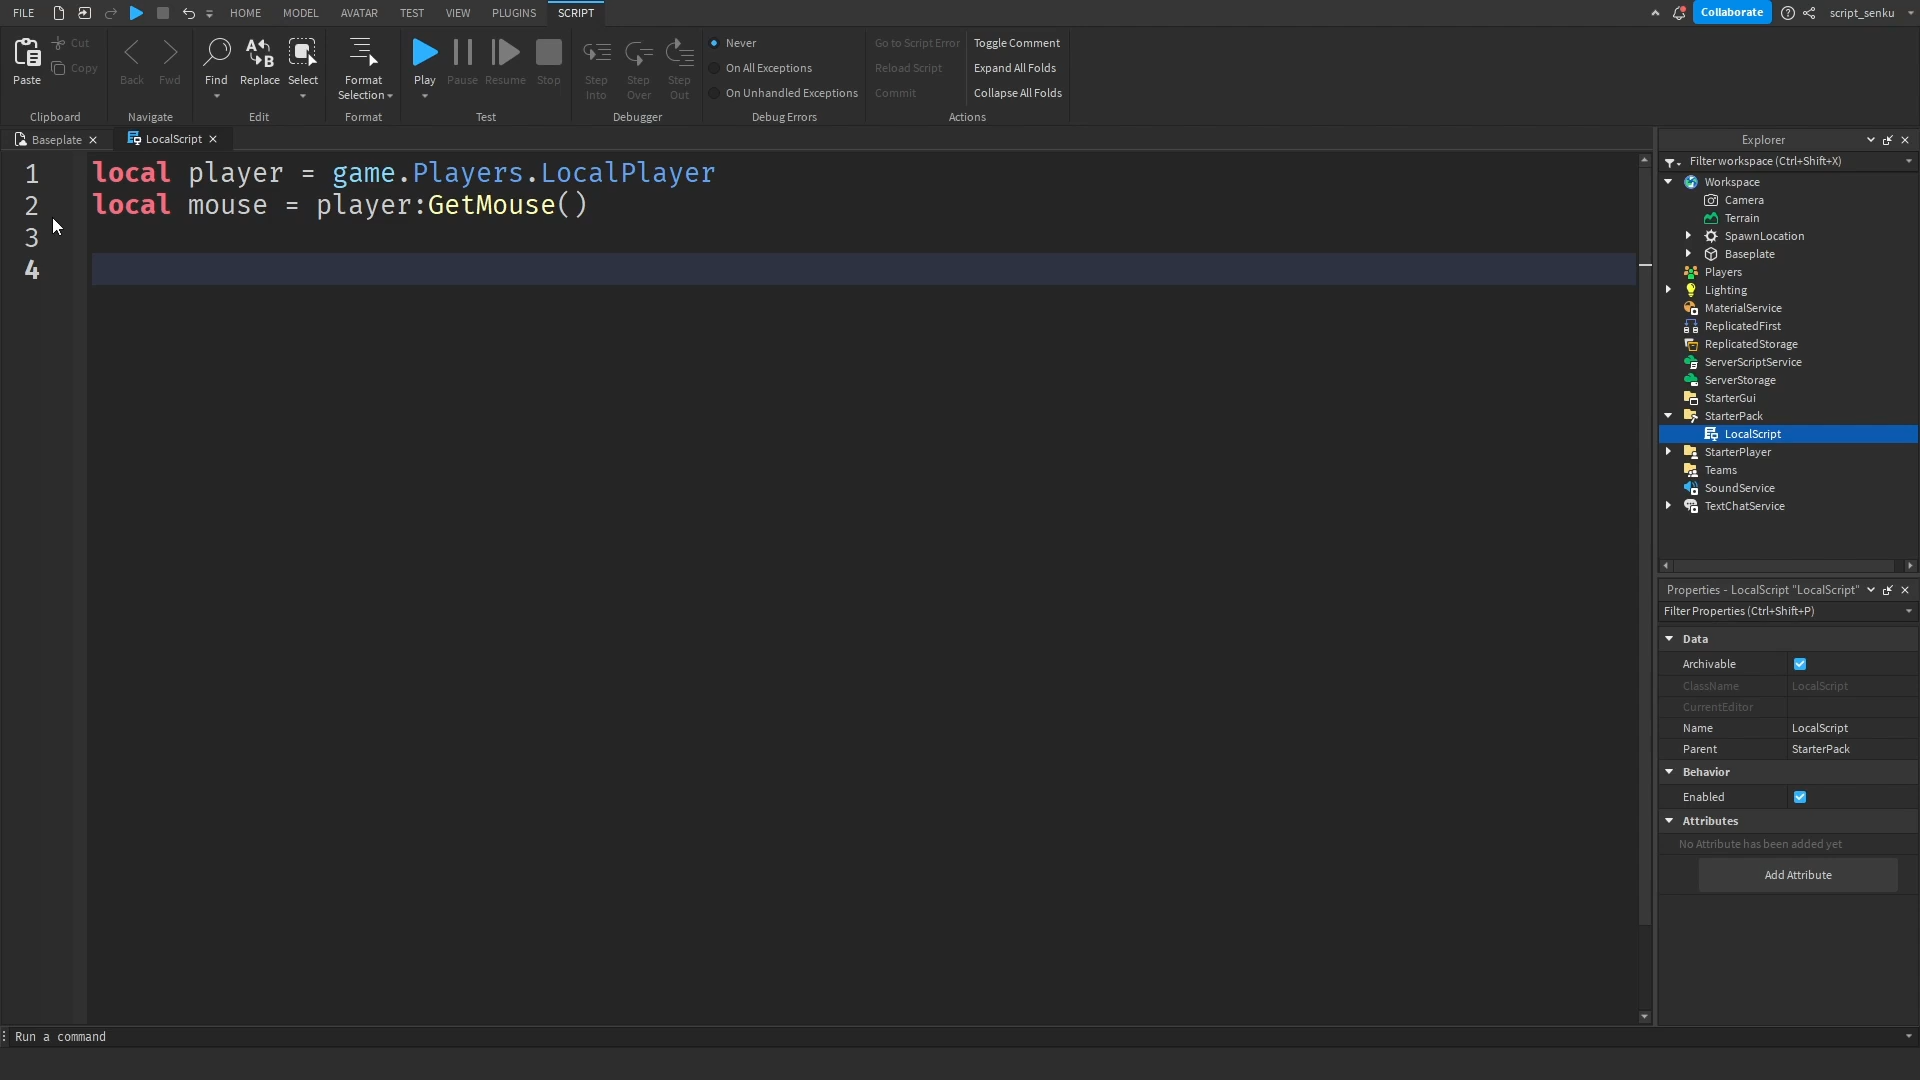 FILE HOME MODEL AVATAR TEST VIEW PLUGINS SCRIPT Collaborate script_senku
Paste Cut Copy
Clipboard
Back Fwd
Navigate
Find Replace Select
Edit
Format Selection
Format
Play Pause Resume Stop
Test
Step Into Step Over Step Out
Debugger
Never
On All Exceptions
On Unhandled Exceptions
Debug Errors
Go to Script Error Toggle Comment
Reload Script Expand All Folds
Commit Collapse All Folds
Actions
Baseplate LocalScript
1 local player = game.Players.LocalPlayer
2 local mouse = player:GetMouse()
3
4
Explorer
Filter workspace (Ctrl+Shift+X)
Workspace
Camera
Terrain
SpawnLocation
Baseplate
Players
Lighting
MaterialService
ReplicatedFirst
ReplicatedStorage
ServerScriptService
ServerStorage
StarterGui
StarterPack
LocalScript
StarterPlayer
Teams
SoundService
TextChatService
Properties - LocalScript "LocalScript"
Filter Properties (Ctrl+Shift+P)
Data
Archivable
ClassName LocalScript
CurrentEditor
Name LocalScript
Parent StarterPack
Behavior
Enabled
Attributes
No Attribute has been added yet
Add Attribute
Run a command